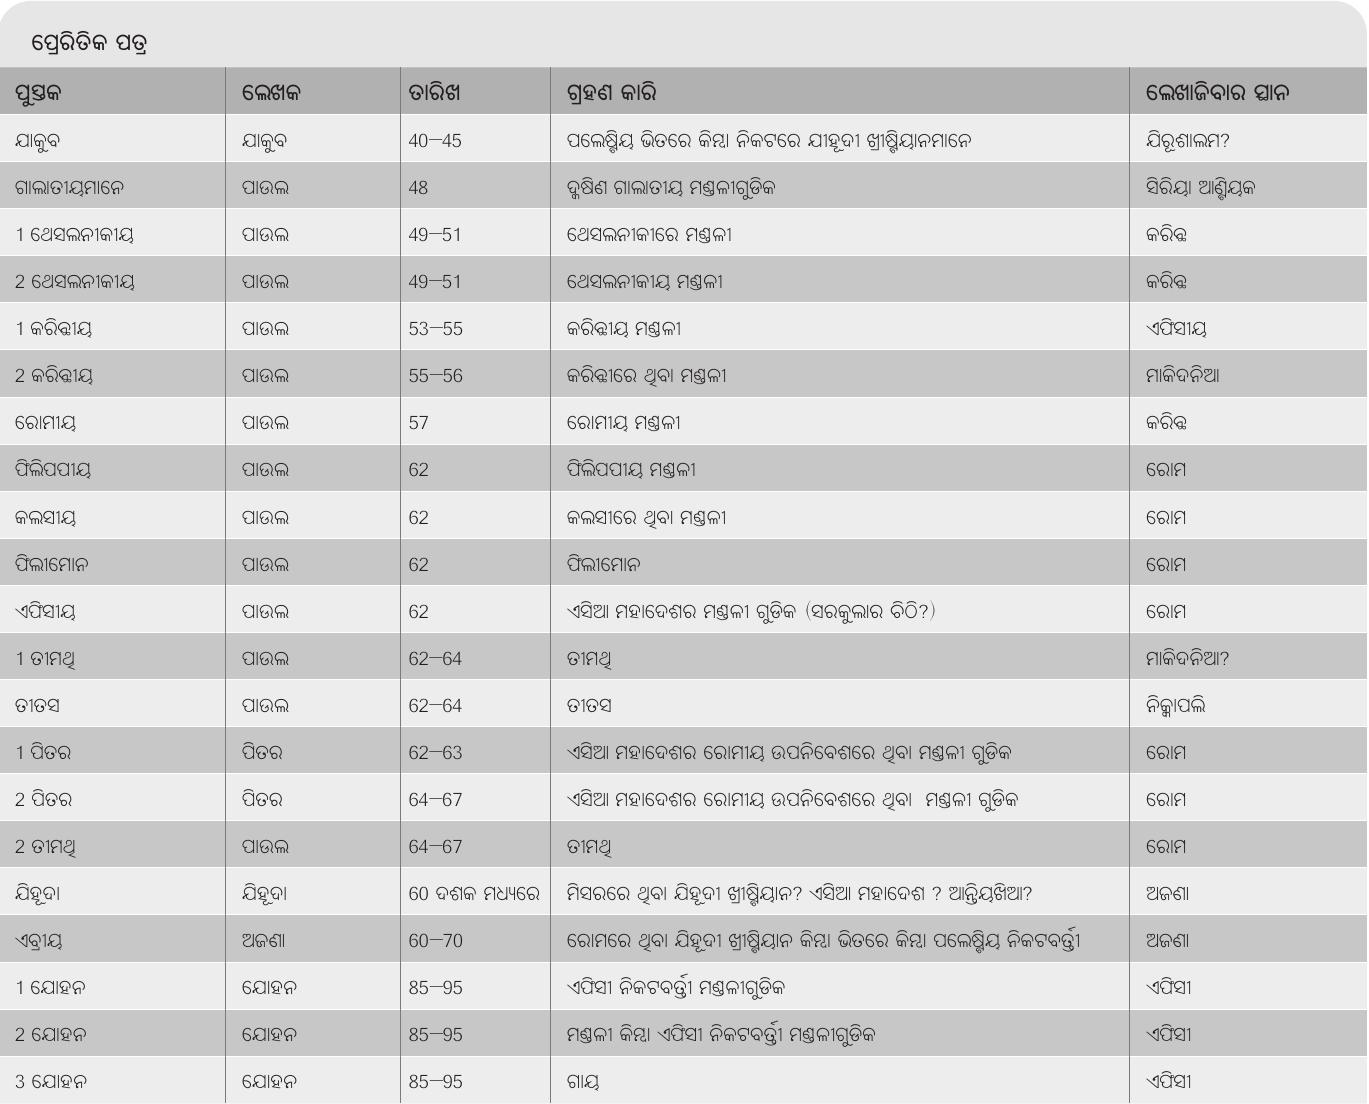 ପ୍ରେରିତିକ ପତ୍ର
ପୁସ୍ତକ ଲେଖକ ତାରିଖ ଗ୍ରହଣ କାରି ଲେଖାଜିବାର ସ୍ଥାନ
ଯାକୁବ ଯାକୁବ 40–45 ପଲେଷ୍ଟିୟ ଭିତରେ କିମ୍ଵା ନିକଟରେ ଯୀହୂଦୀ ଖ୍ରୀଷ୍ଟିୟାନମାନେ ଯିରୂଶାଲମ?
ଗାଲାତୀୟମାନେ ପାଉଲ 48 ଦ୍କ୍ଷିଣ ଗାଲାତୀୟ ମଣ୍ଡଳୀଗୁଡିକ ସିରିୟା ଆଣ୍ଟିୟକ
1 ଥେସଲନୀକୀୟ ପାଉଲ 49–51 ଥେସଲନୀକୀରେ ମଣ୍ଡଳୀ କରିନ୍ଥ
2 ଥେସଲନୀକୀୟ ପାଉଲ 49–51 ଥେସଲନୀକୀୟ ମଣ୍ଡଳୀ କରିନ୍ଥ
1 କରିନ୍ଥୀୟ ପାଉଲ 53–55 କରିନ୍ଥୀୟ ମଣ୍ଡଳୀ ଏଫିସୀୟ
2 କରିନ୍ଥୀୟ ପାଉଲ 55–56 କରିନ୍ଥୀରେ ଥିବା ମଣ୍ଡଳୀ ମାକିଦନିଆ
ରୋମୀୟ ପାଉଲ 57 ରୋମୀୟ ମଣ୍ଡଳୀ କରିନ୍ଥ
ଫିଲିପପୀୟ ପାଉଲ 62 ଫିଲିପପୀୟ ମଣ୍ଡଳୀ ରୋମ
କଲସୀୟ ପାଉଲ 62 କଲସୀରେ ଥିବା ମଣ୍ଡଳୀ ରୋମ
ଫିଲୀମୋନ ପାଉଲ 62 ଫିଲୀମୋନ ରୋମ
ଏଫିସୀୟ ପାଉଲ 62 ଏସିଆ ମହାଦେଶର ମଣ୍ଡଳୀ ଗୁଡିକ (ସରକୁଲାର ଚିଠି?) ରୋମ
1 ତୀମଥି ପାଉଲ 62–64 ତୀମଥି ମାକିଦନିଆ?
ତୀତସ ପାଉଲ 62–64 ତୀତସ ନିକ୍କାପଲି
1 ପିତର ପିତର 62–63 ଏସିଆ ମହାଦେଶର ରୋମୀୟ ଉପନିବେଶରେ ଥିବା ମଣ୍ଡଳୀ ଗୁଡିକ ରୋମ
2 ପିତର ପିତର 64–67 ଏସିଆ ମହାଦେଶର ରୋମୀୟ ଉପନିବେଶରେ ଥିବା ମଣ୍ଡଳୀ ଗୁଡିକ ରୋମ
2 ତୀମଥି ପାଉଲ 64–67 ତୀମଥି ରୋମ
ଯିହୂଦା ଯିହୂଦା 60 ଦଶକ ମଧ୍ୟରେ ମିସରରେ ଥିବା ଯିହୂଦୀ ଖ୍ରୀଷ୍ଟିୟାନ? ଏସିଆ ମହାଦେଶ ? ଆନ୍ତିୟଖିଆ? ଅଜଣା
ଏବ୍ରୀୟ ଅଜଣା 60–70 ରୋମରେ ଥିବା ଯିହୂଦୀ ଖ୍ରୀଷ୍ଟିୟାନ କିମ୍ଵା ଭିତରେ କିମ୍ଵା ପଲେଷ୍ଟିୟ ନିକଟବର୍ତ୍ତୀ ଅଜଣା
1 ଯୋହନ ଯୋହନ 85–95 ଏଫିସୀ ନିକଟବର୍ତ୍ତୀ ମଣ୍ଡଳୀଗୁଡିକ ଏଫିସୀ
2 ଯୋହନ ଯୋହନ 85–95 ମଣ୍ଡଳୀ କିମ୍ଵା ଏଫିସୀ ନିକଟବର୍ତ୍ତୀ ମଣ୍ଡଳୀଗୁଡିକ ଏଫିସୀ
3 ଯୋହନ ଯୋହନ 85–95 ଗାୟ ଏଫିସୀ